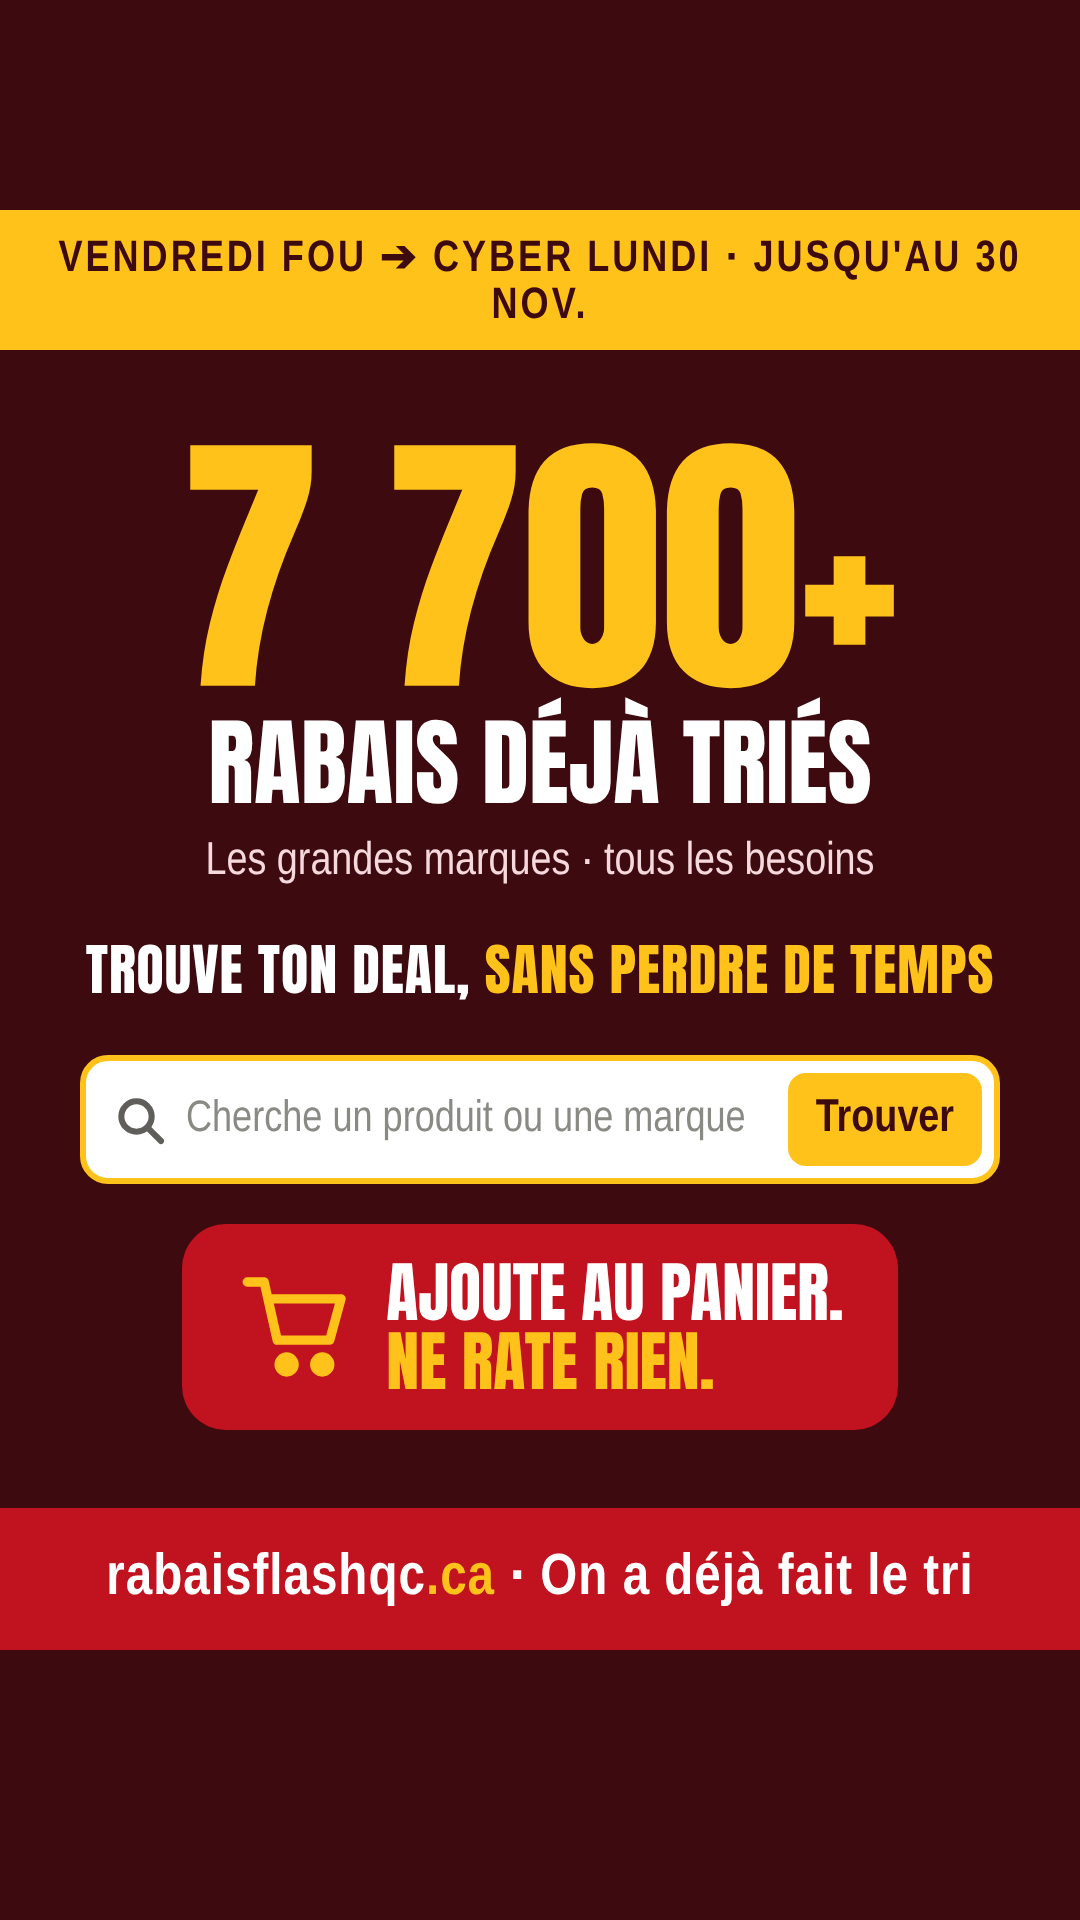 VENDREDI FOU ➔ CYBER LUNDI · JUSQU'AU 30
NOV.
7 700+
RABAIS DÉJÀ TRIÉS
Les grandes marques · tous les besoins
TROUVE TON DEAL, SANS PERDRE DE TEMPS
Cherche un produit ou une marque Trouver
AJOUTE AU PANIER.
NE RATE RIEN.
rabaisflashqc.ca · On a déjà fait le tri